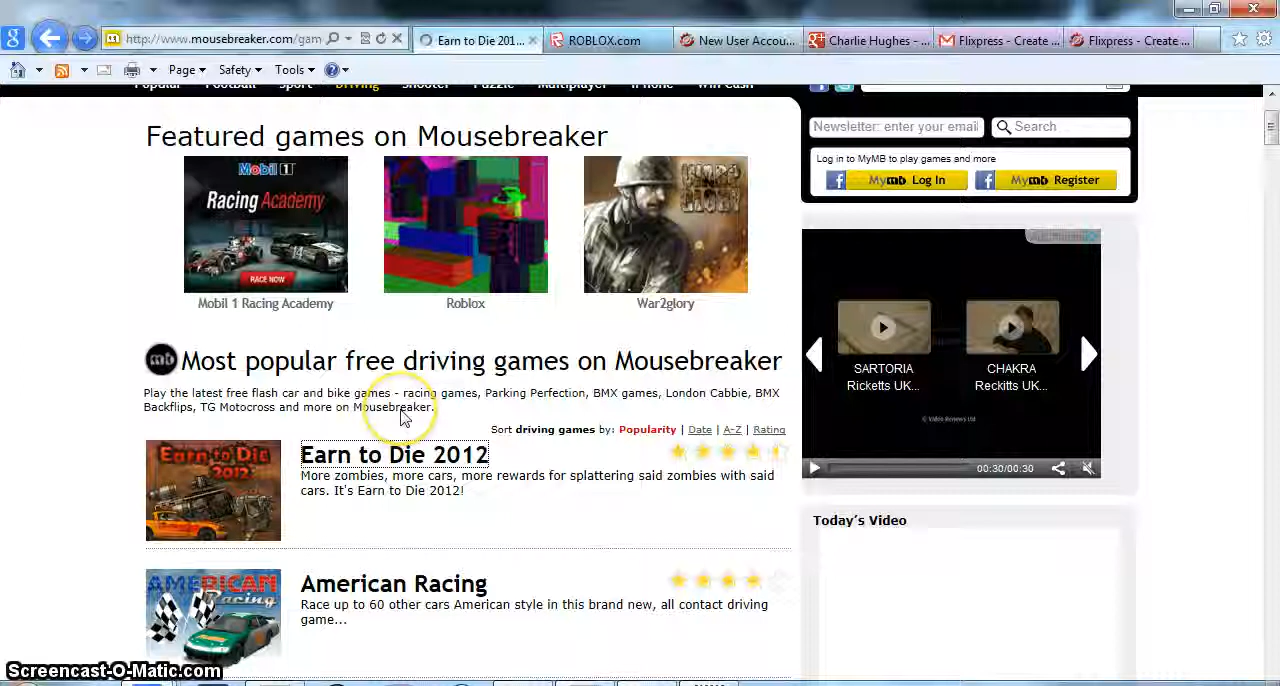 http://www.mousebreaker.com/gam
Earn to Die 201...
ROBLOX.com
New User Accou...
Charlie Hughes - ...
Flixpress - Create ...
Flixpress - Create ...
Page
Safety
Tools
Popular Football Sport Driving Shooter Puzzle Multiplayer iPhone Win Cash
Featured games on Mousebreaker
Newsletter: enter your email
Search
Log in to MyMB to play games and more
Mymb Log In
Mymb Register
Mobil 1
Racing Academy
RACE NOW
Mobil 1 Racing Academy
Roblox
War2glory
SARTORIA
Ricketts UK...
CHAKRA
Reckitts UK...
© Video Renews Ltd
00:30/00:30
mb Most popular free driving games on Mousebreaker
Play the latest free flash car and bike games - racing games, Parking Perfection, BMX games, London Cabbie, BMX
Backflips, TG Motocross and more on Mousebreaker.
Sort driving games by: Popularity | Date | A-Z | Rating
Earn to Die
2012
Earn to Die 2012
More zombies, more cars, more rewards for splattering said zombies with said
cars. It's Earn to Die 2012!
Today's Video
AMERICAN
Racing
American Racing
Race up to 60 other cars American style in this brand new, all contact driving
game...
Screencast-O-Matic.com